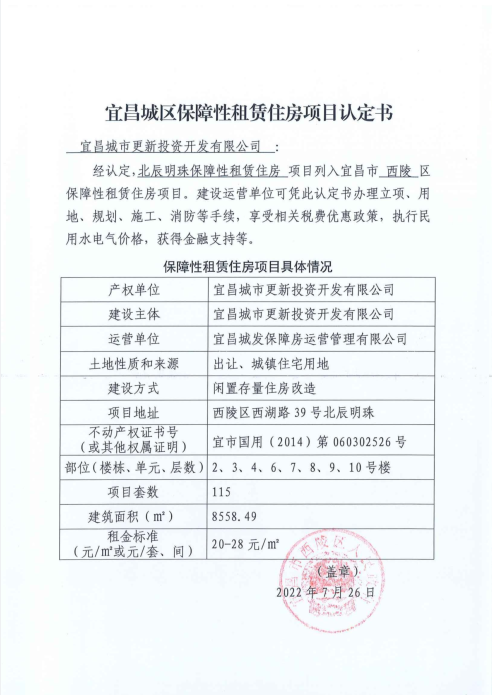 宜昌城区保障性租赁住房项目认定书
宜昌城市更新投资开发有限公司 ：
经认定，北辰明珠保障性租赁住房 项目列入宜昌市 西陵 区
保障性租赁住房项目。建设运营单位可凭此认定书办理立项、用
地、规划、施工、消防等手续，享受相关税费优惠政策，执行民
用水电气价格，获得金融支持等。
保障性租赁住房项目具体情况
产权单位 宜昌城市更新投资开发有限公司
建设主体 宜昌城市更新投资开发有限公司
运营单位 宜昌城发保障房运营管理有限公司
土地性质和来源 出让、城镇住宅用地
建设方式 闲置存量住房改造
项目地址 西陵区西湖路 39 号北辰明珠
不动产权证书号
（或其他权属证明） 宜市国用（2014）第 060302526 号
部位（楼栋、单元、层数） 2、3、4、6、7、8、9、10 号楼
项目套数 115
建筑面积（㎡） 8558.49
租金标准
（元/㎡或元/套、间） 20-28 元/㎡
（盖章）
2022 年 7 月 26 日